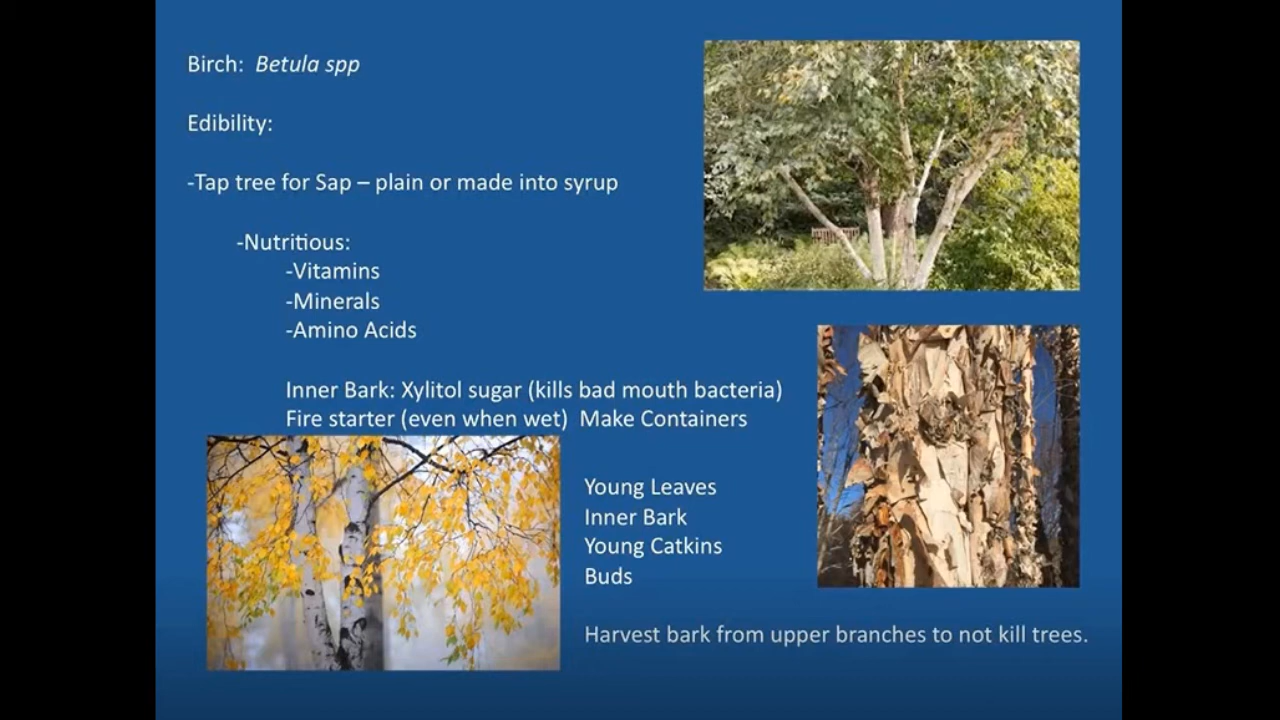 Birch: Betula spp
Edibility:
-Tap tree for Sap – plain or made into syrup
-Nutritious:
-Vitamins
-Minerals
-Amino Acids
Inner Bark: Xylitol sugar (kills bad mouth bacteria)
Fire starter (even when wet) Make Containers
Young Leaves
Inner Bark
Young Catkins
Buds
Harvest bark from upper branches to not kill trees.